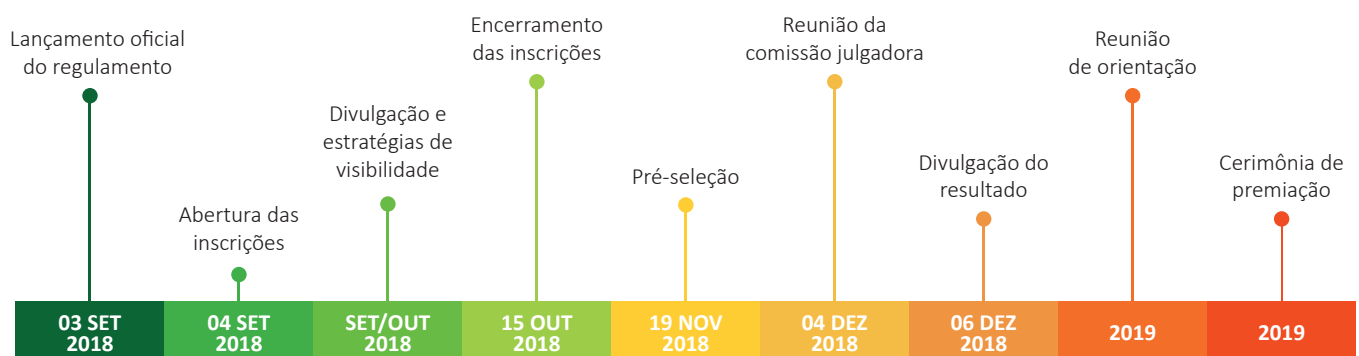 Lançamento oficial
do regulamento
03 SET
2018
Abertura das
inscrições
04 SET
2018
Divulgação e
estratégias de
visibilidade
SET/OUT
2018
Encerramento
das inscrições
15 OUT
2018
Pré-seleção
19 NOV
2018
Reunião da
comissão julgadora
04 DEZ
2018
Divulgação do
resultado
06 DEZ
2018
Reunião
de orientação
2019
Cerimônia de
premiação
2019